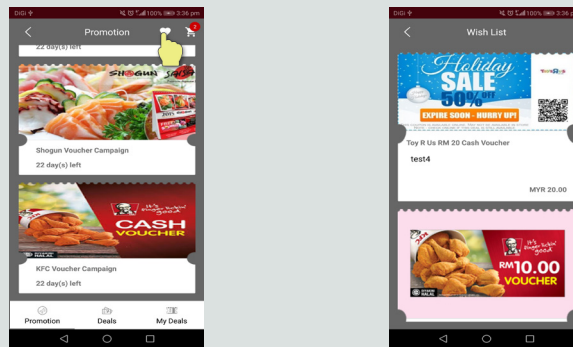 DiGi
100% 3:36 pm
Promotion
2
22 day(s) left
SHOGUN
Shogun Voucher Campaign
22 day(s) left
It's
finger lickin'
good
CASH
VOUCHER
HALAL
KFC Voucher Campaign
22 day(s) left
Promotion
Deals
My Deals
DiGi
100% 3:36 p
Wish List
Holiday
SALE
50% OFF
EXPIRE SOON - HURRY UP!
Toy R Us RM 20 Cash Voucher
test4
MYR 20.00
It's
finger lickin'
good
RM10.00
VOUCHER
HALAL